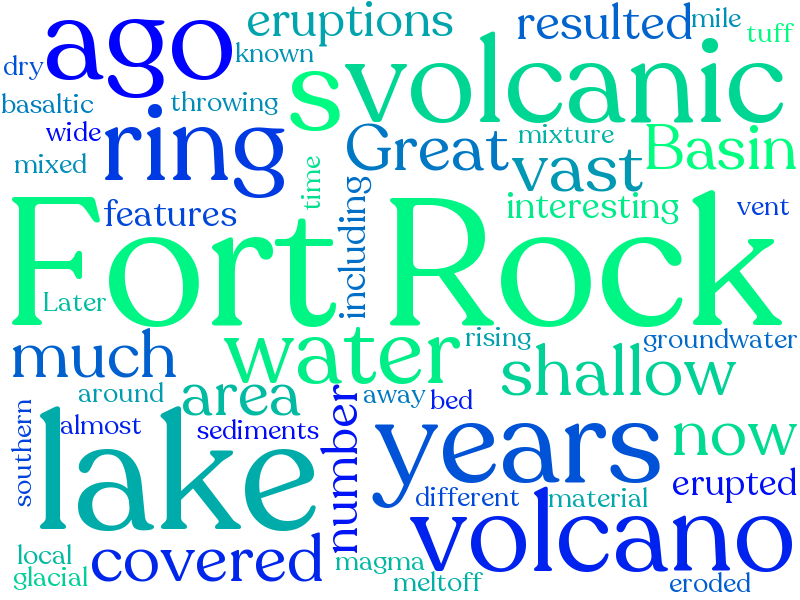 eruptions
resulted
mile
tuff
ago
known
dry
s
volcanic
basaltic
throwing
wide
ring
Great
mixture
Basin
mixed
time
vast
features
including
interesting
vent
Fort Rock
Later
much
water
rising
groundwater
around
area
shallow
away
bed
southern
almost
sediments
number
lake
years
now
erupted
different
material
local
covered
magma
volcano
glacial
meltoff
eroded